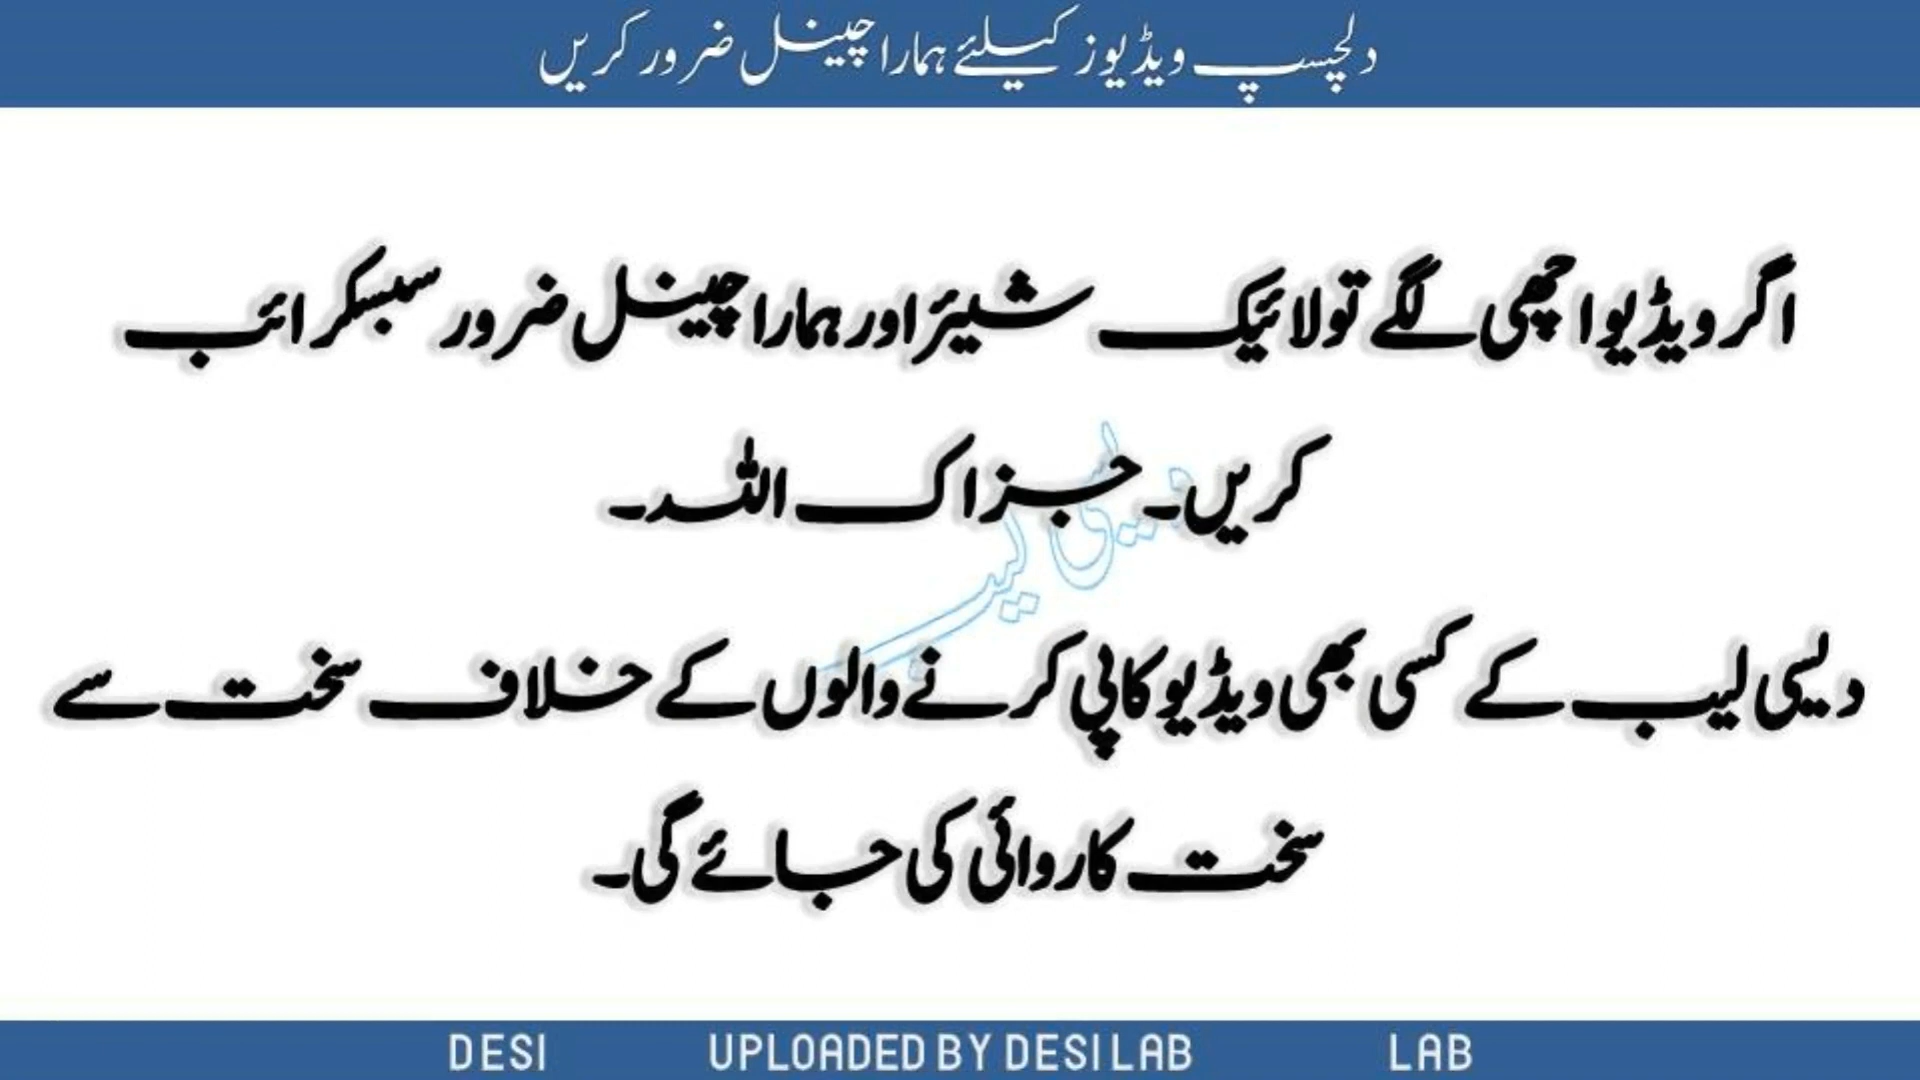 دلچسپ ویڈیوز کیلئے ہمارا چینل ضرور کریں
اگر ویڈیو اچھی لگے تو لائیک شیئر اور ہمارا چینل ضرور سبسکرائب
کریں۔ جزاک اللہ۔
دیسی لیب
دیسی لیب کے کسی بھی ویڈیو کاپی کرنے والوں کے خلاف سخت سے
سخت کاروائی کی جائے گی۔
DESI UPLOADED BY DESI LAB LAB